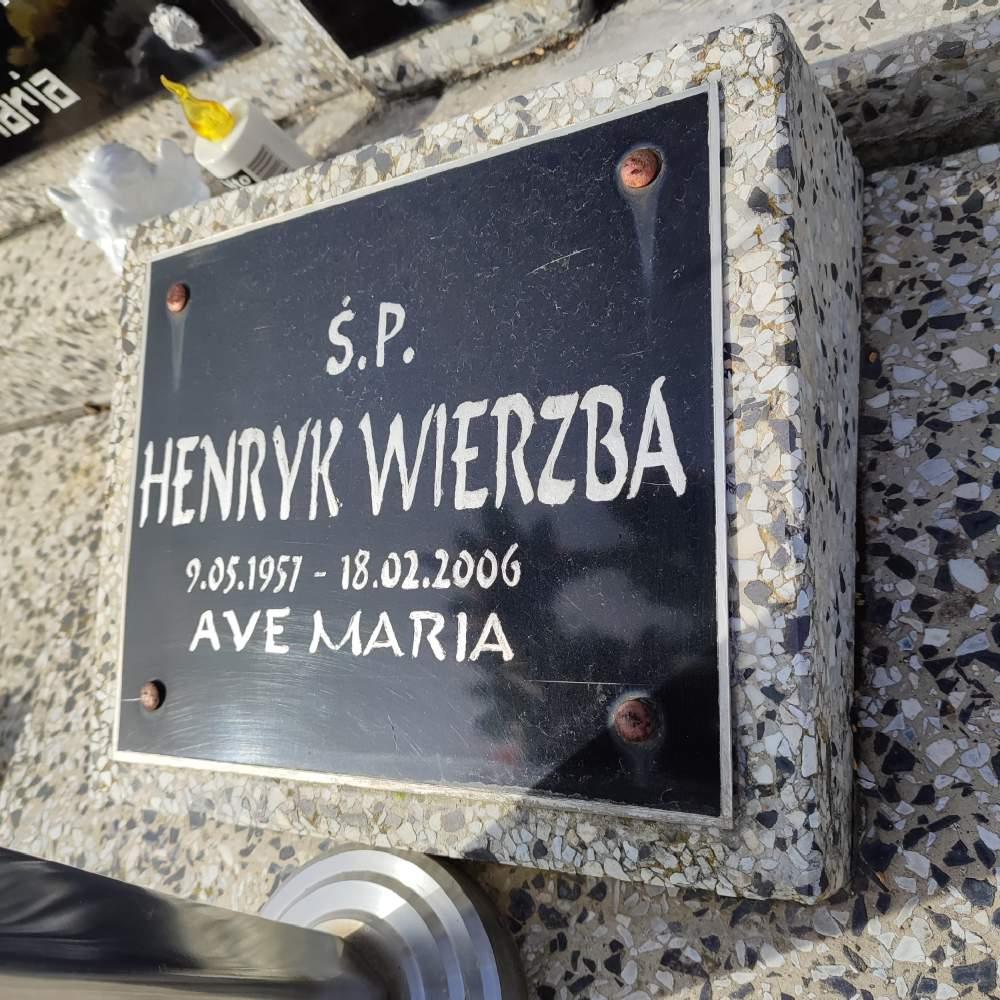 Ś.P.
HENRYK WIERZBA
9.05.1957 - 18.02.2006
AVE MARIA